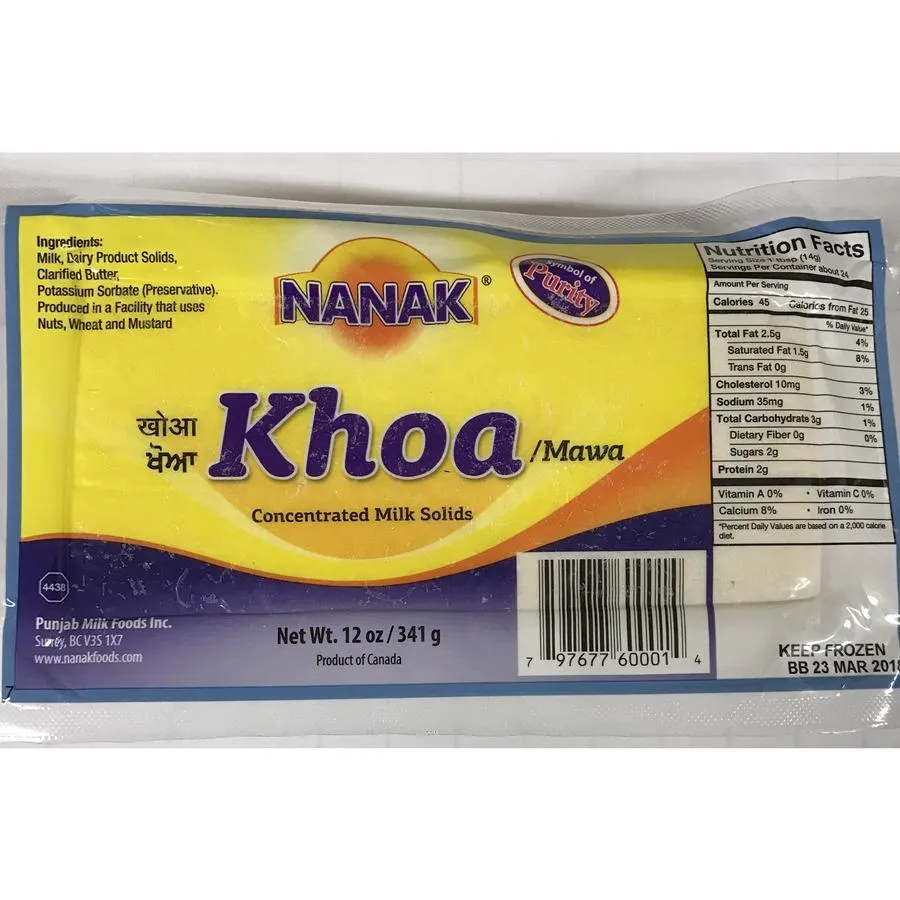 Ingredients:
Milk, Dairy Product Solids,
Clarified Butter,
Potassium Sorbate (Preservative).
Produced in a Facility that uses
Nuts, Wheat and Mustard
NANAK®
symbol of
Purity
खोआ
ਖੋਆ
Khoa /Mawa
Concentrated Milk Solids
4438
Punjab Milk Foods Inc.
Surrey, BC V3S 1X7
www.nanakfoods.com
Net Wt. 12 oz / 341 g
Product of Canada
7 97677 60001 4
Nutrition Facts
Serving Size 1 tbsp (14g)
Servings Per Container about 24
Amount Per Serving
Calories 45 Calories from Fat 25
% Daily Value*
Total Fat 2.5g 4%
Saturated Fat 1.5g 8%
Trans Fat 0g
Cholesterol 10mg 3%
Sodium 35mg 1%
Total Carbohydrate 3g 1%
Dietary Fiber 0g 0%
Sugars 2g
Protein 2g
Vitamin A 0% • Vitamin C 0%
Calcium 8% • Iron 0%
*Percent Daily Values are based on a 2,000 calorie
diet.
KEEP FROZEN
BB 23 MAR 2018
7